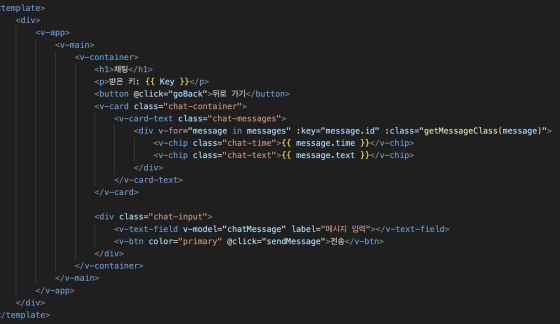 <template>
<div>
<v-app>
<v-main>
<v-container>
<h1>채팅</h1>
<p>받은 키: {{ Key }}</p>
<button @click="goBack">뒤로 가기</button>
<v-card class="chat-container">
<v-card-text class="chat-messages">
<div v-for="message in messages" :key="message.id" :class="getMessageClass(message)">
<v-chip class="chat-time">{{ message.time }}</v-chip>
<v-chip class="chat-text">{{ message.text }}</v-chip>
</div>
</v-card-text>
</v-card>
<div class="chat-input">
<v-text-field v-model="chatMessage" label="메시지 입력"></v-text-field>
<v-btn color="primary" @click="sendMessage">전송</v-btn>
</div>
</v-container>
</v-main>
</v-app>
</div>
</template>